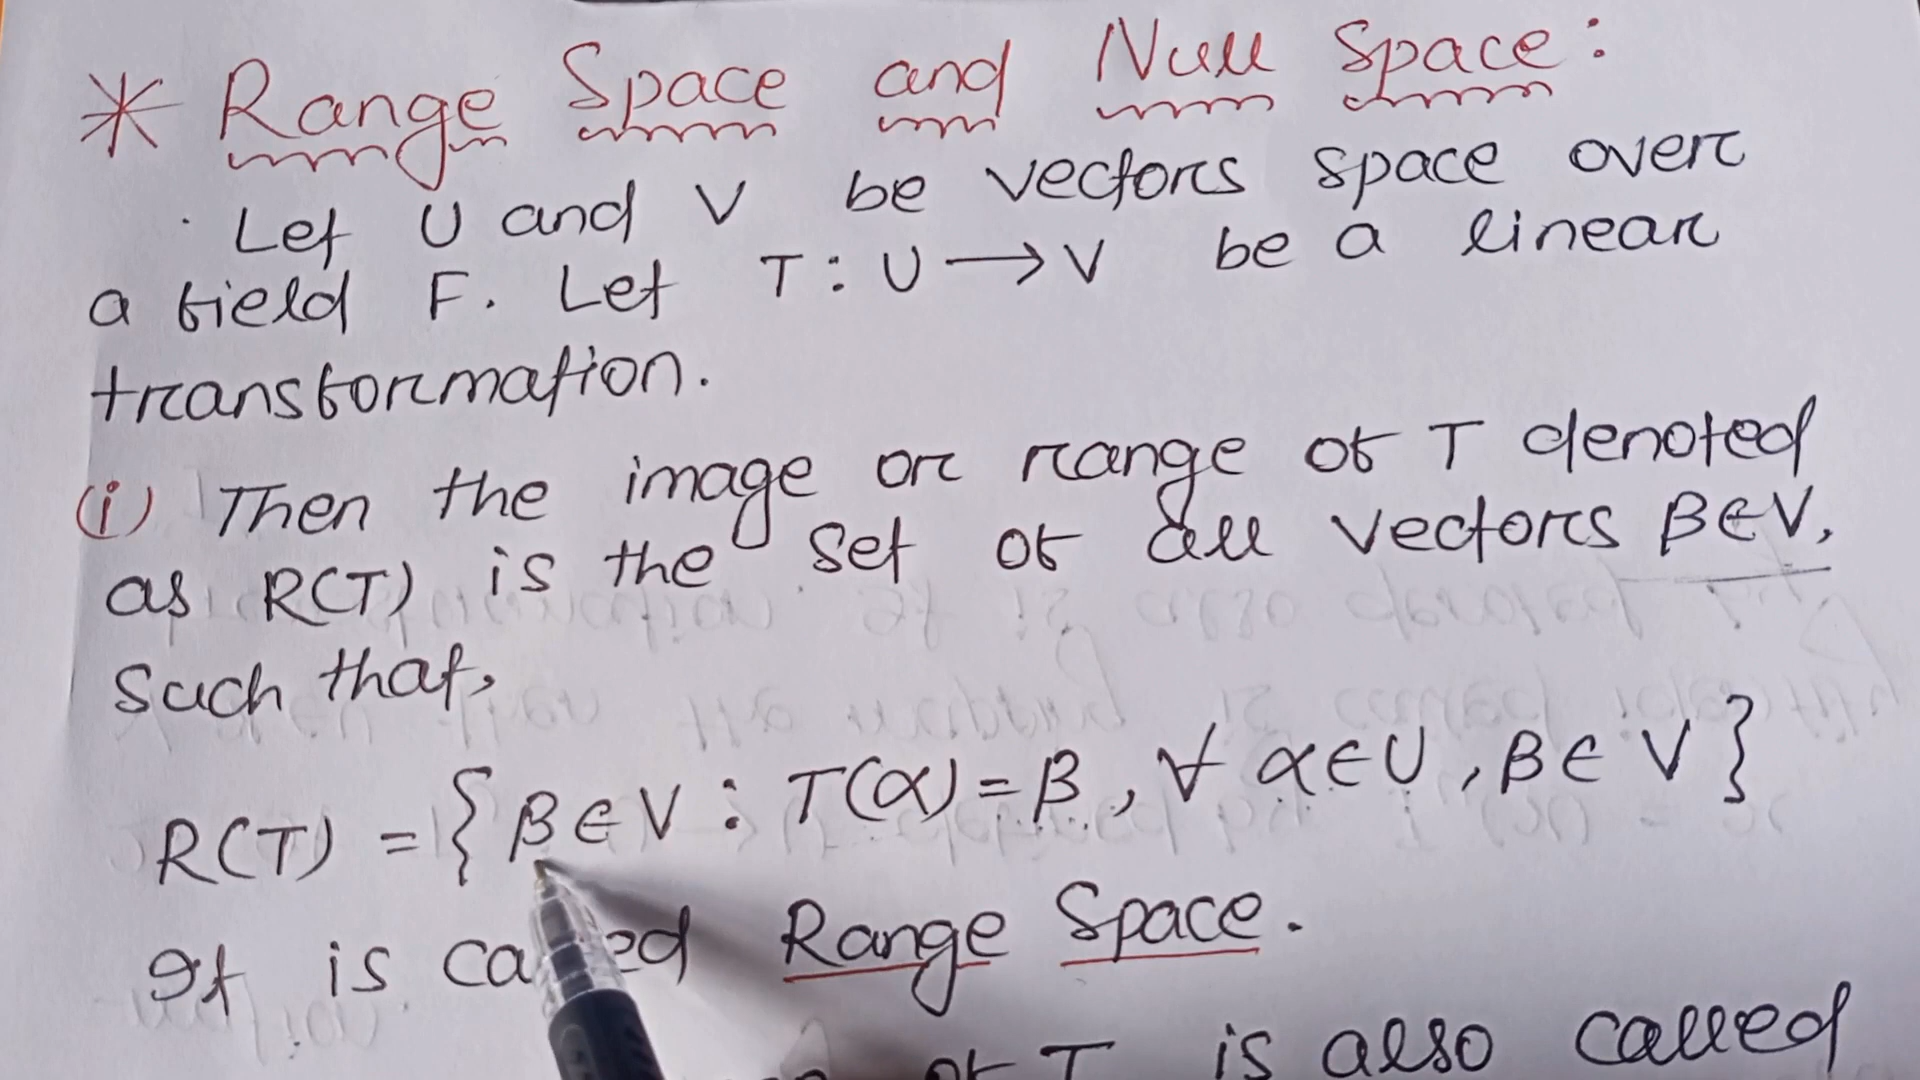 * Range Space and Null Space:
Let U and V be vectors space over
a field F. Let T : U → V be a linear
transformation.
(i) Then the image or range of T denoted
as R(T) is the set of all vectors β∈V,
such that,
R(T) = {β∈V : T(α) = β, ∀ α∈U, β∈V}
It is called Range Space.
of T is also called